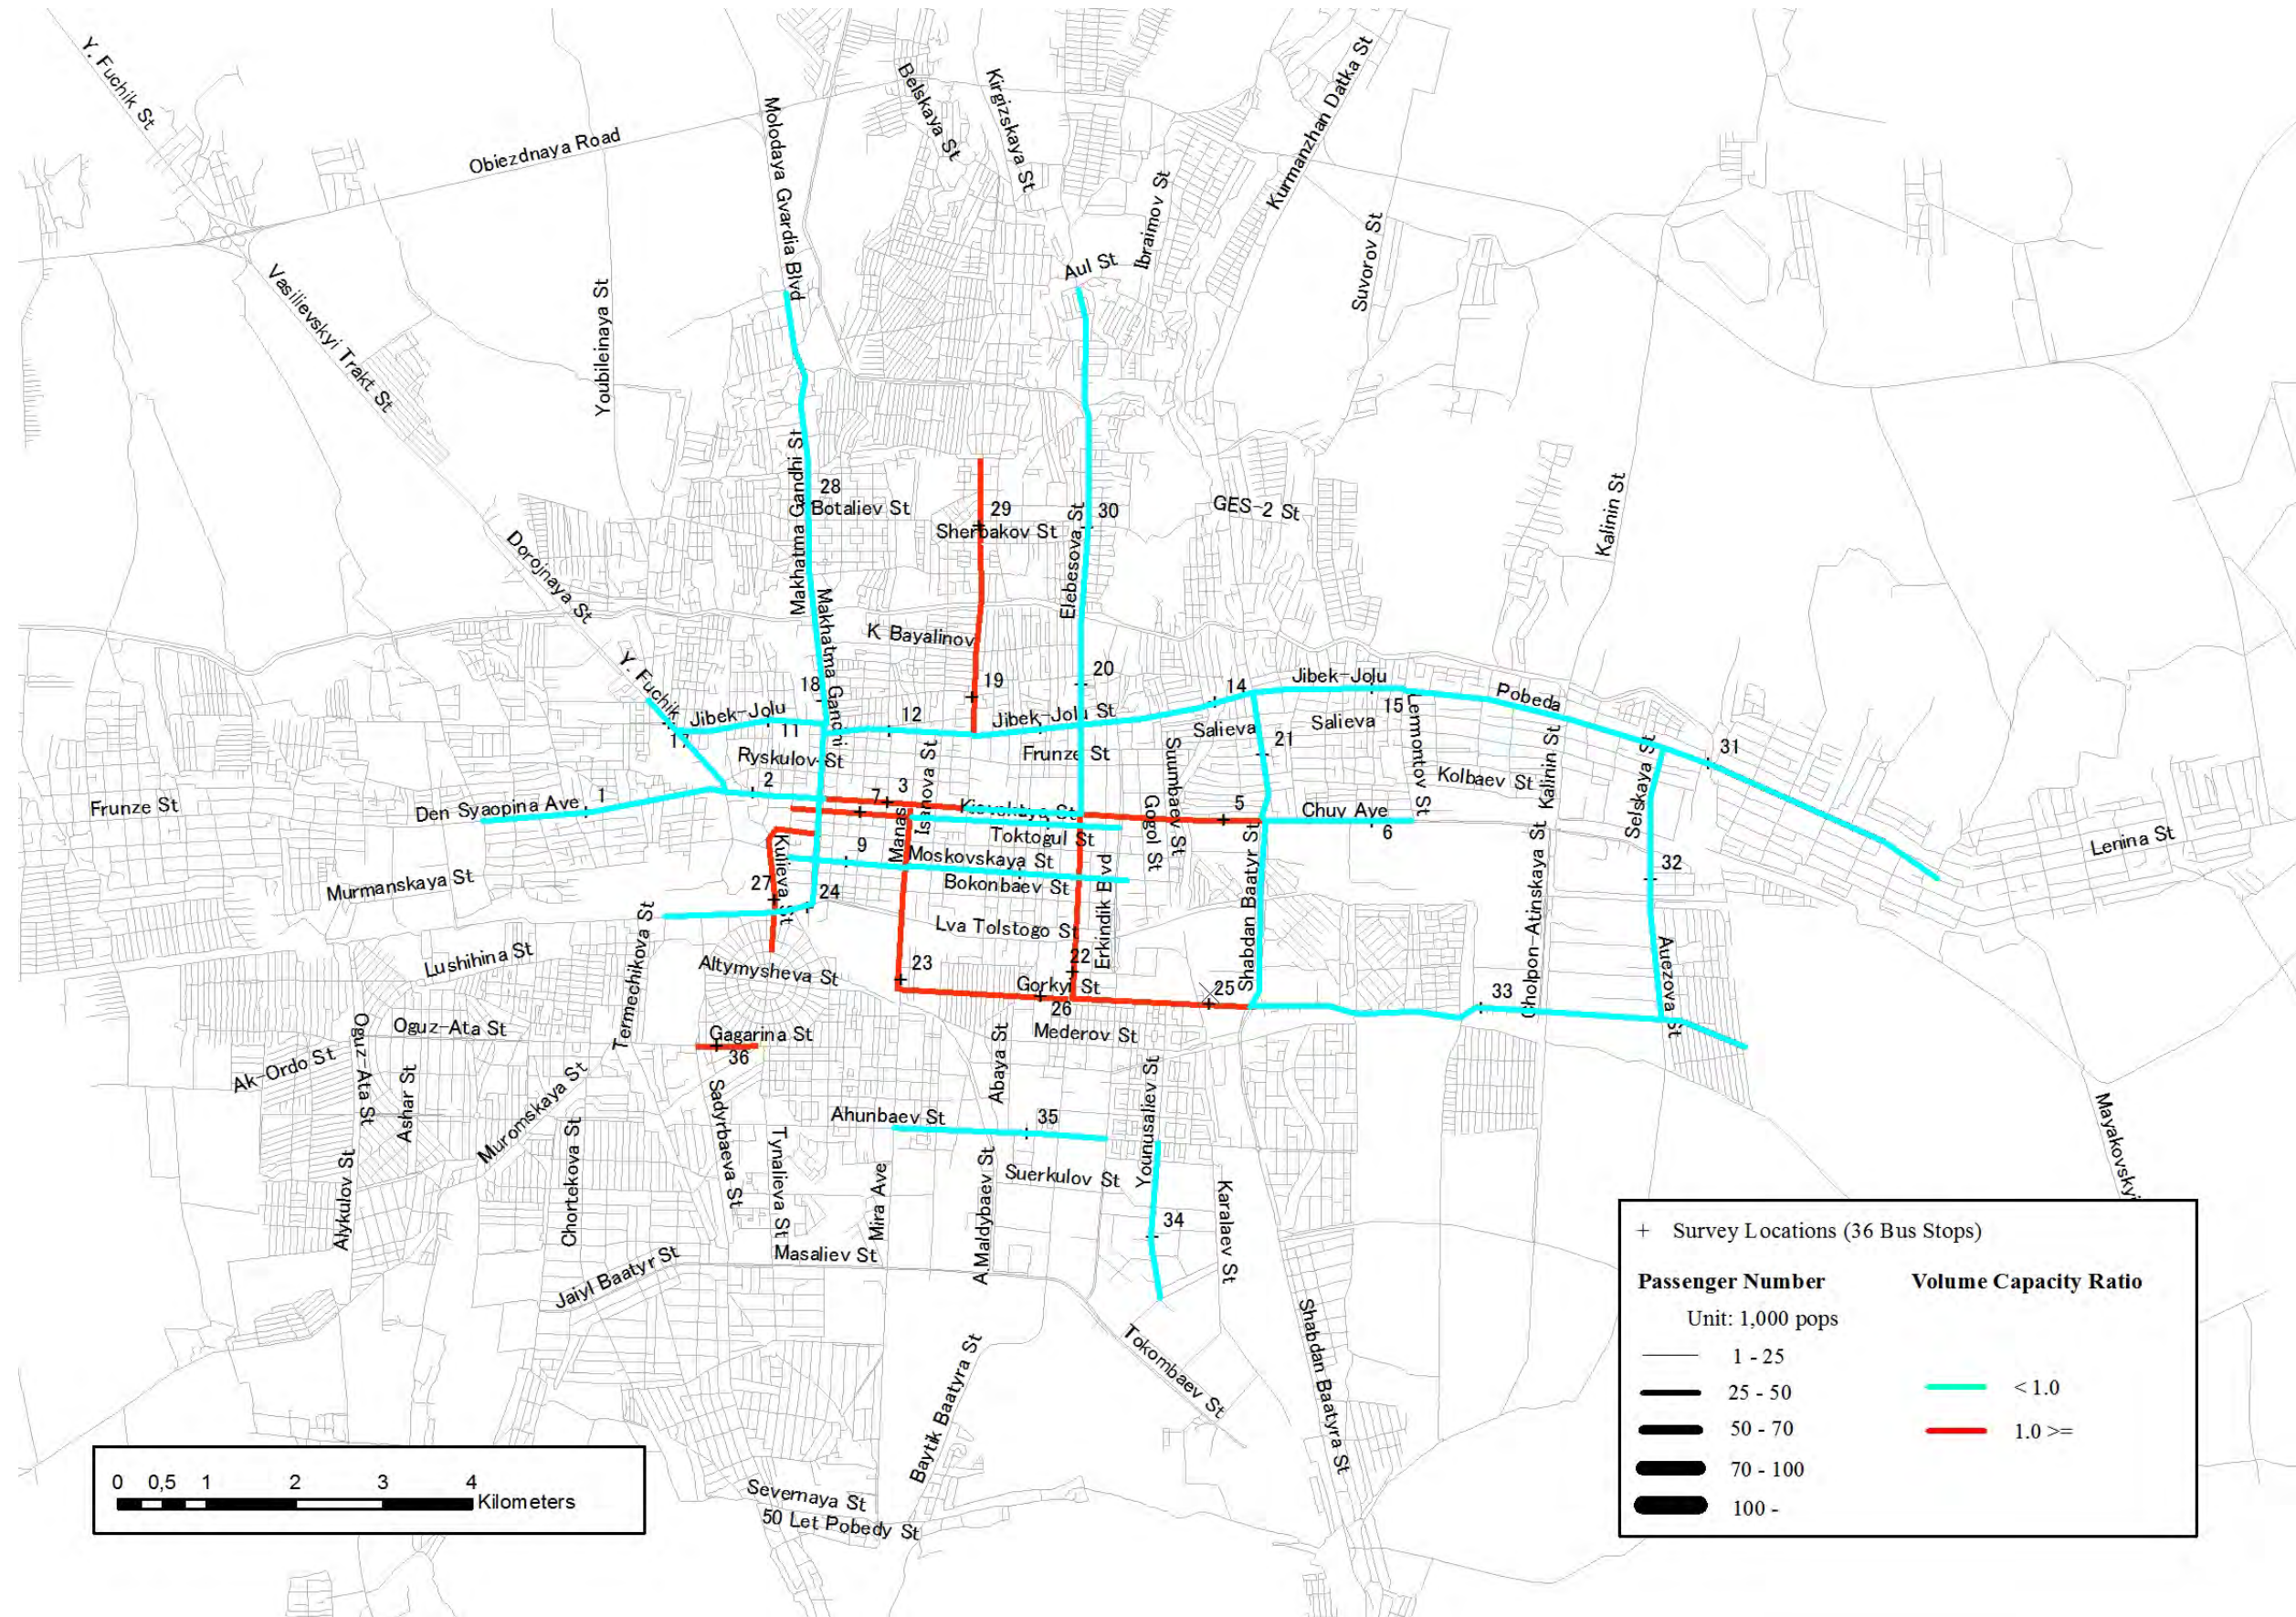 Y. Fuchik St
Obiezdnaya Road
Molodaya Gvardia Blvd
Belskaya St
Kirgizskaya St
Kurmanzhan Datka St
Ibraimov St
Aul St
Suvorov St
Vasilievskyi Trakt St
Youbileinaya St
Makhatma Gandhi St
28
Botaliev St
29
Sherbakov St
Elebesova St
30
GES-2 St
Kalinin St
Dorojnaya St
Makhatma Gandhi
K Bayalinov
Y. Fuchik
18
19
20
14
Jibek-Jolu
15
Pobeda
17
Jibek-Jolu
11
12
Jibek-Jolu St
Salieva
Salieva
Lermontov St
Ryskulov St
Isanova St
Frunze St
Suumbaev St
21
Kolbaev St
Kalinin St
Selskaya St
31
Frunze St
Den Syaopina Ave
1
2
7
3
Kievskaya St
Gogol St
5
Chuy Aye
6
Lenina St
Manas
Toktogul St
Kulieva St
9
Moskovskaya St
Bokonbaev St
Erkindik Blvd
Shabdan Baatyr St
Cholpon-Atinskaya St
32
Murmanskaya St
27
24
Lva Tolstogo St
Termechikova St
Lushihina St
Altymysheva St
23
22
Gorkyi St
25
26
33
Auezova St
Oguz-Ata St
Oguz-Ata St
Gagarina St
36
Mederov St
Ak-Ordo St
Ashar St
Muromskaya St
Sadyrbaeva St
Abaya St
Younusaliev St
Mayakovskyi
Ahunbaev St
35
Alykulov St
Chortekova St
Tynalieva St
Mira Ave
A.Maldybaev St
Suerkulov St
34
Karalaev St
Masaliev St
Jaiyl Baatyr St
Baytik Baatyra St
Tokombaev St
Shabdan Baatyra St
Severnaya St
50 Let Pobedy St
0 0,5 1 2 3 4
Kilometers
+ Survey Locations (36 Bus Stops)
Passenger Number Volume Capacity Ratio
Unit: 1,000 pops
1 - 25
25 - 50 < 1.0
50 - 70 1.0 >=
70 - 100
100 -